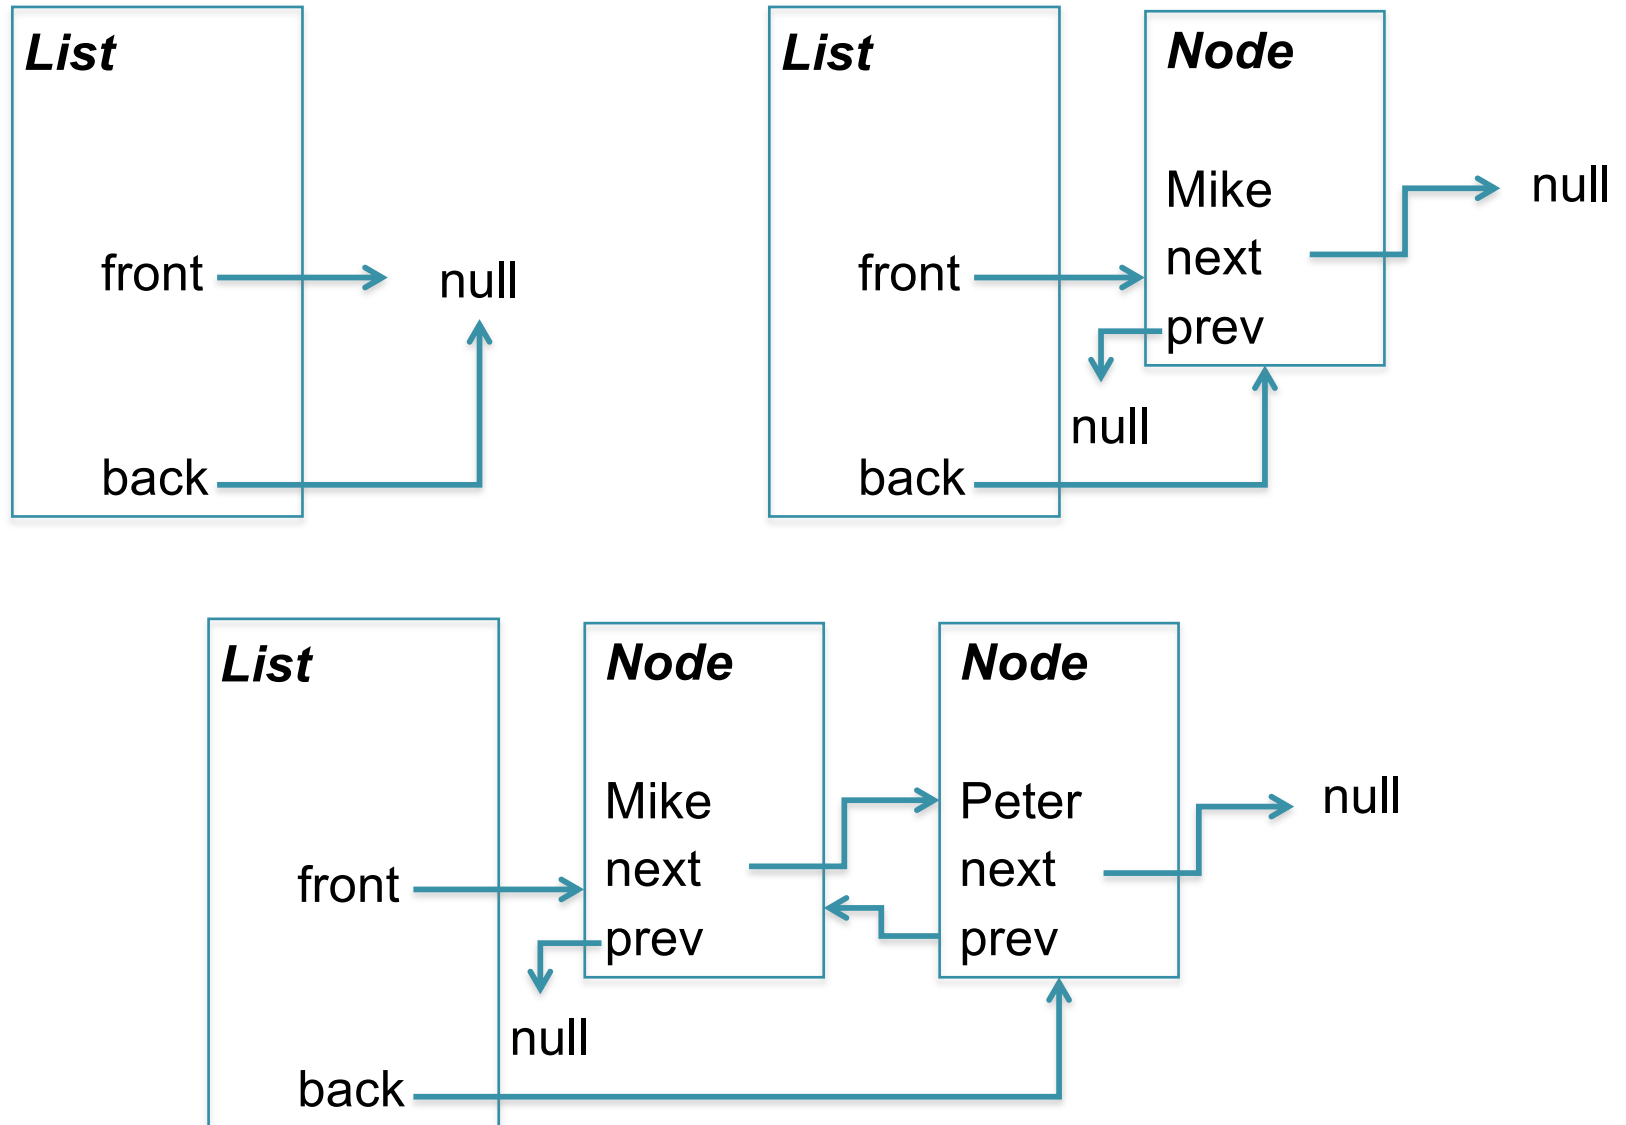 List
front
null
back
List
Node
Mike
null
next
front
prev
null
back
List
Node
Node
Mike
Peter
null
next
next
front
prev
prev
null
back